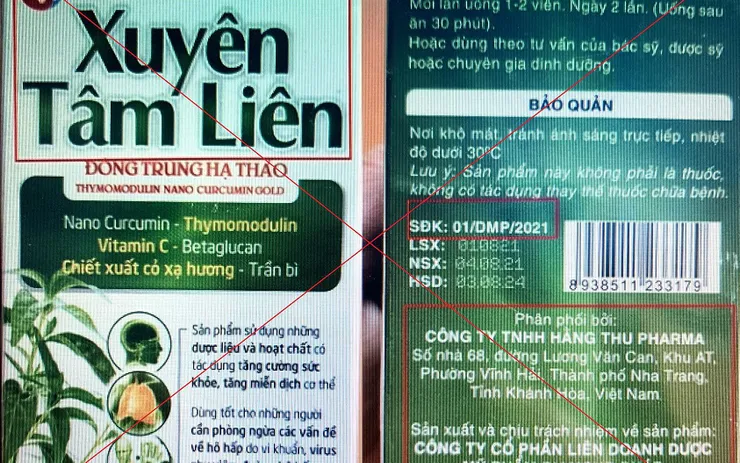 Xuyên
Tâm Liên
ĐÔNG TRÙNG HẠ THẢO
THYMOMODULIN NANO CURCUMIN GOLD
Nano Curcumin - Thymomodulin
Vitamin C - Betaglucan
Chiết xuất cỏ xạ hương - Trần bì
Sản phẩm sử dụng những
dược liệu và hoạt chất có
tác dụng tăng cường sức
khỏe, tăng miễn dịch cơ thể
Dùng tốt cho những người
cần phòng ngừa các vấn đề
về hô hấp do vi khuẩn, virus
Mỗi lần uống 1-2 viên. Ngày 2 lần. (Uống sau
ăn 30 phút).
Hoặc dùng theo tư vấn của bác sỹ, dược sỹ
hoặc chuyên gia dinh dưỡng.
BẢO QUẢN
Nơi khô mát, tránh ánh sáng trực tiếp, nhiệt
độ dưới 30°C
Lưu ý: Sản phẩm này không phải là thuốc,
không có tác dụng thay thế thuốc chữa bệnh.
SĐK: 01/DMP/2021
LSX: 010821
NSX: 04.08.21
HSD: 03.08.24
8 938511 233179
Phân phối bởi:
CÔNG TY TNHH HẰNG THU PHARMA
Số nhà 68, đường Lương Văn Can, Khu AT,
Phường Vĩnh Hải, Thành phố Nha Trang,
Tỉnh Khánh Hòa, Việt Nam
Sản xuất và chịu trách nhiệm về sản phẩm:
CÔNG TY CỔ PHẦN LIÊN DOANH DƯỢC